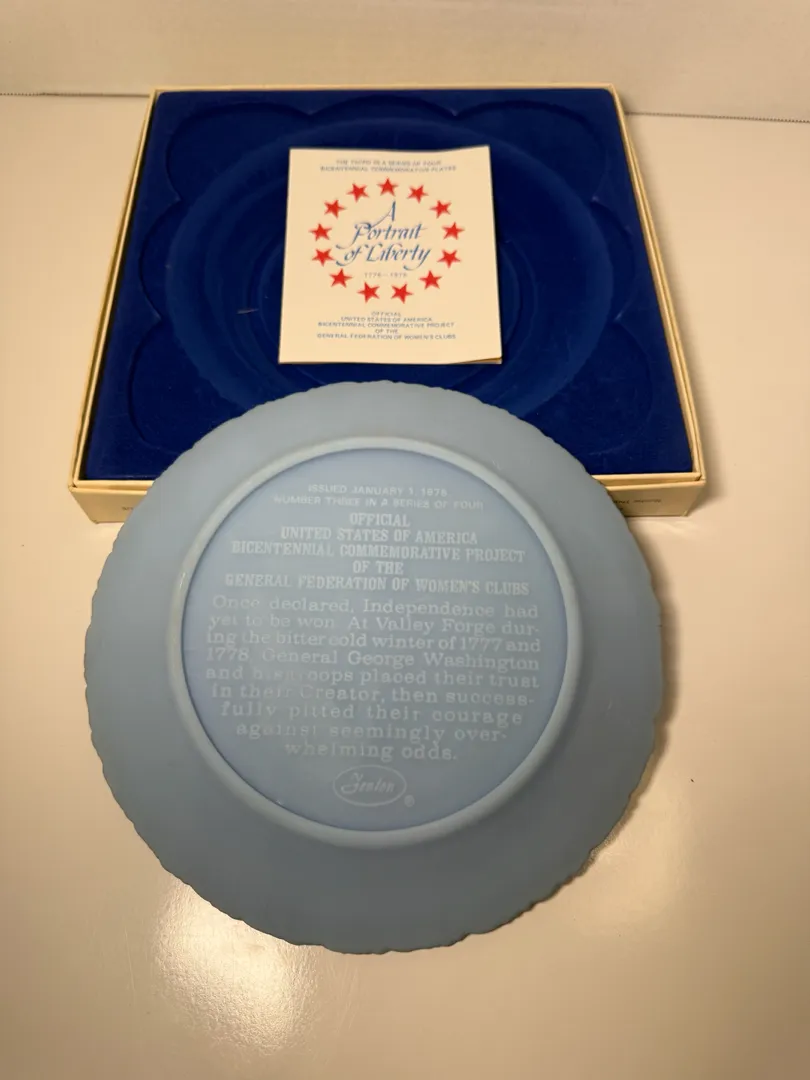 THE THIRD IN A SERIES OF FOUR
BICENTENNIAL COMMEMORATIVE PLATES
A
Portrait
of Liberty
1776-1976
OFFICIAL
UNITED STATES OF AMERICA
BICENTENNIAL COMMEMORATIVE PROJECT
OF THE
GENERAL FEDERATION OF WOMEN'S CLUBS
ISSUED JANUARY 1, 1976
NUMBER THREE IN A SERIES OF FOUR
OFFICIAL
UNITED STATES OF AMERICA
BICENTENNIAL COMMEMORATIVE PROJECT
OF THE
GENERAL FEDERATION OF WOMEN'S CLUBS
Once declared, Independence had
yet to be won. At Valley Forge dur-
ing the bitter cold winter of 1777 and
1778, General George Washington
and his troops placed their trust
in their Creator, then success-
fully pitted their courage
against seemingly over-
whelming odds.
Fenton ®